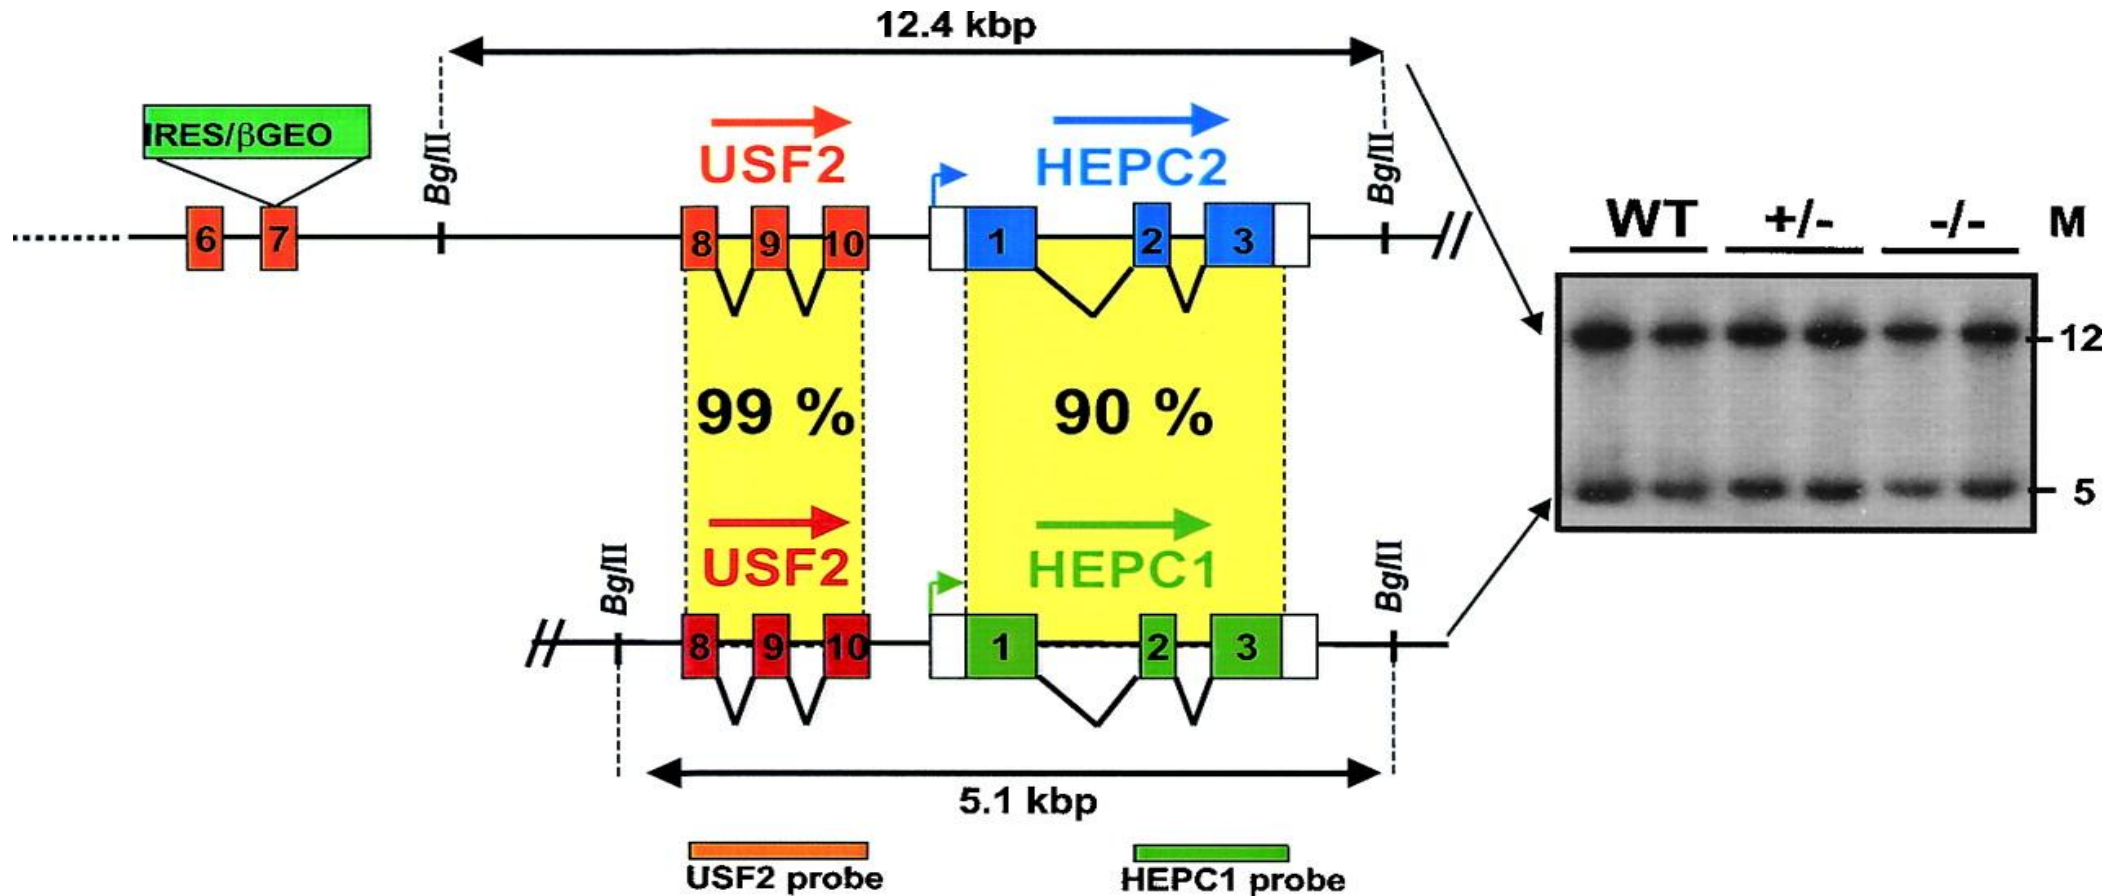 12.4 kbp
IRES/βGEO
BglII
USF2
HEPC2
BglII
6 7 8 9 10 1 2 3
WT +/- -/- M
12
5
99 % 90 %
USF2
HEPC1
BglII
BglII
8 9 10 1 2 3
5.1 kbp
USF2 probe
HEPC1 probe